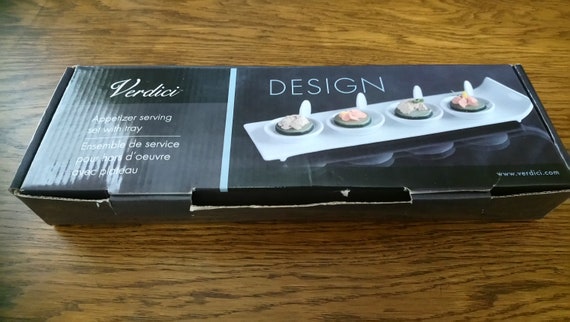 Verdici
Appetizer serving
set with tray
Ensemble de service
pour hors d'oeuvre
avec plateau
DESIGN
www.verdici.com